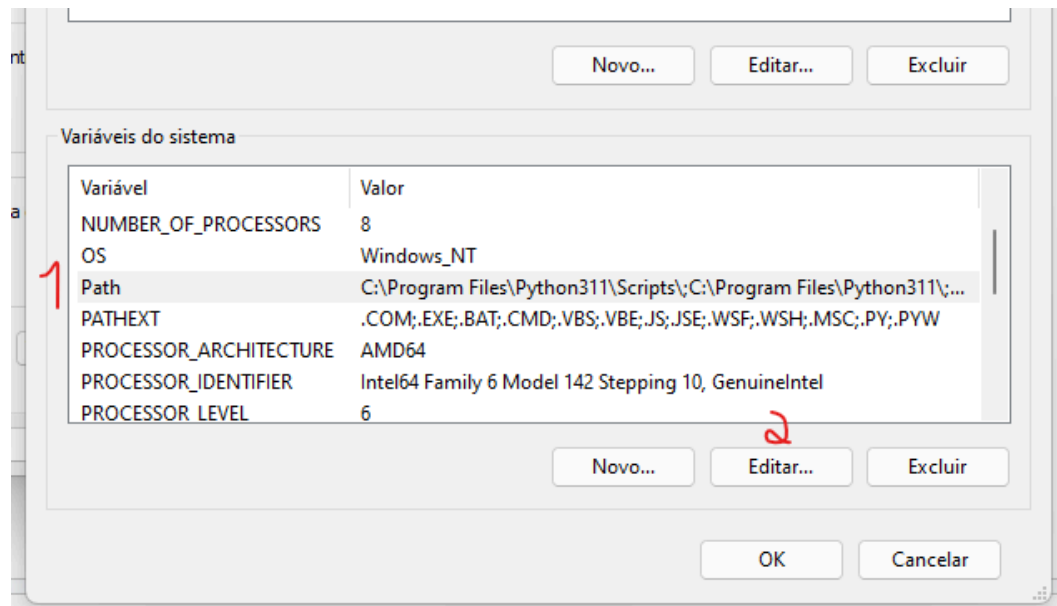 nt
Novo... Editar... Excluir
Variáveis do sistema
Variável Valor
a
NUMBER_OF_PROCESSORS 8
OS Windows_NT
1 Path C:\Program Files\Python311\Scripts\;C:\Program Files\Python311\;...
PATHEXT .COM;.EXE;.BAT;.CMD;.VBS;.VBE;.JS;.JSE;.WSF;.WSH;.MSC;.PY;.PYW
PROCESSOR_ARCHITECTURE AMD64
PROCESSOR_IDENTIFIER Intel64 Family 6 Model 142 Stepping 10, GenuineIntel
PROCESSOR_LEVEL 6
2
Novo... Editar... Excluir
OK Cancelar